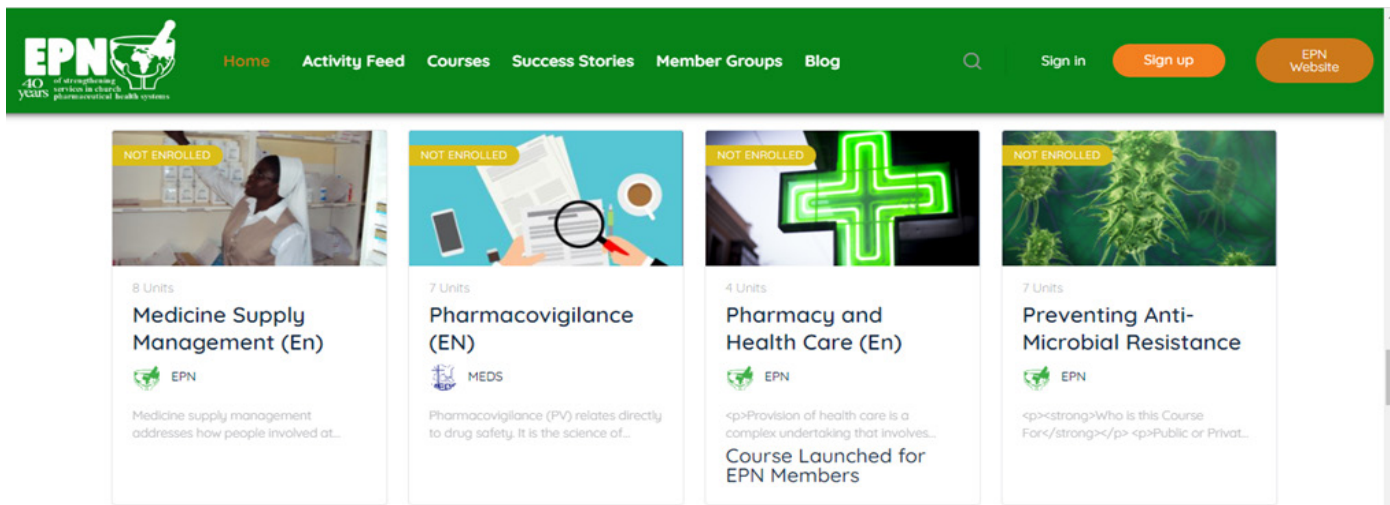 EPN
40 years
of strengthening
services in church
pharmaceutical health systems
Home
Activity Feed
Courses
Success Stories
Member Groups
Blog
Sign in
Sign up
EPN
Website
NOT ENROLLED
8 Units
Medicine Supply
Management (En)
EPN
Medicine supply management
addresses how people involved at...
NOT ENROLLED
7 Units
Pharmacovigilance
(EN)
MEDS
Pharmacovigilance (PV) relates directly
to drug safety. It is the science of...
NOT ENROLLED
4 Units
Pharmacy and
Health Care (En)
EPN
<p>Provision of health care is a
complex undertaking that involves...
Course Launched for
EPN Members
NOT ENROLLED
7 Units
Preventing Anti-
Microbial Resistance
EPN
<p><strong>Who is this Course
For</strong></p> <p>Public or Privat...